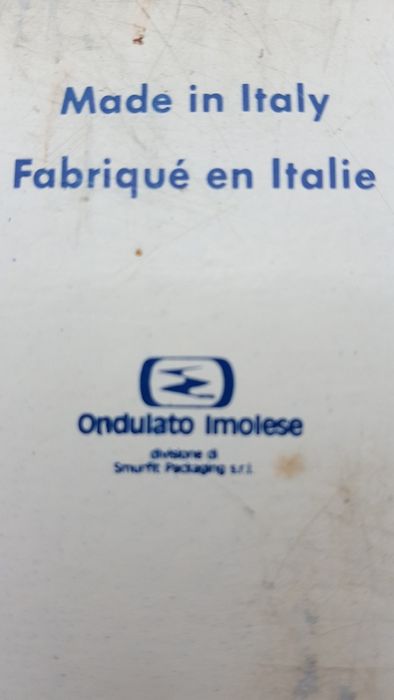 Made in Italy
Fabriqué en Italie
Ondulato Imolese
divisione di
Smurfit Packaging s.r.l.